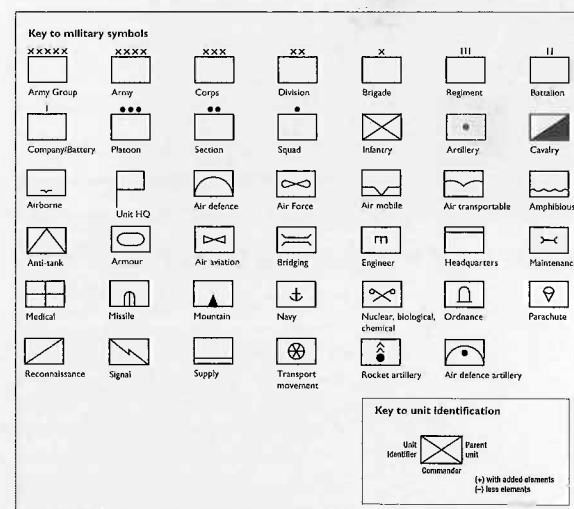 Key to military symbols
xxxxx xxxx xxx xx x III II
Army Group Army Corps Division Brigade Regiment Battalion
I ••• •• •
Company/Battery Platoon Section Squad Infantry Artillery Cavalry
Airborne Unit HQ Air defence Air Force Air mobile Air transportable Amphibious
Anti-tank Armour Air aviation Bridging Engineer Headquarters Maintenanc
Medical Missile Mountain Navy Nuclear, biological, Ordnance Parachute
chemical
Reconnaissance Signal Supply Transport Rocket artillery Air defence artillery
movement
Key to unit identification
Unit Parent
Identifier unit
Commander
(+) with added elements
(–) less elements